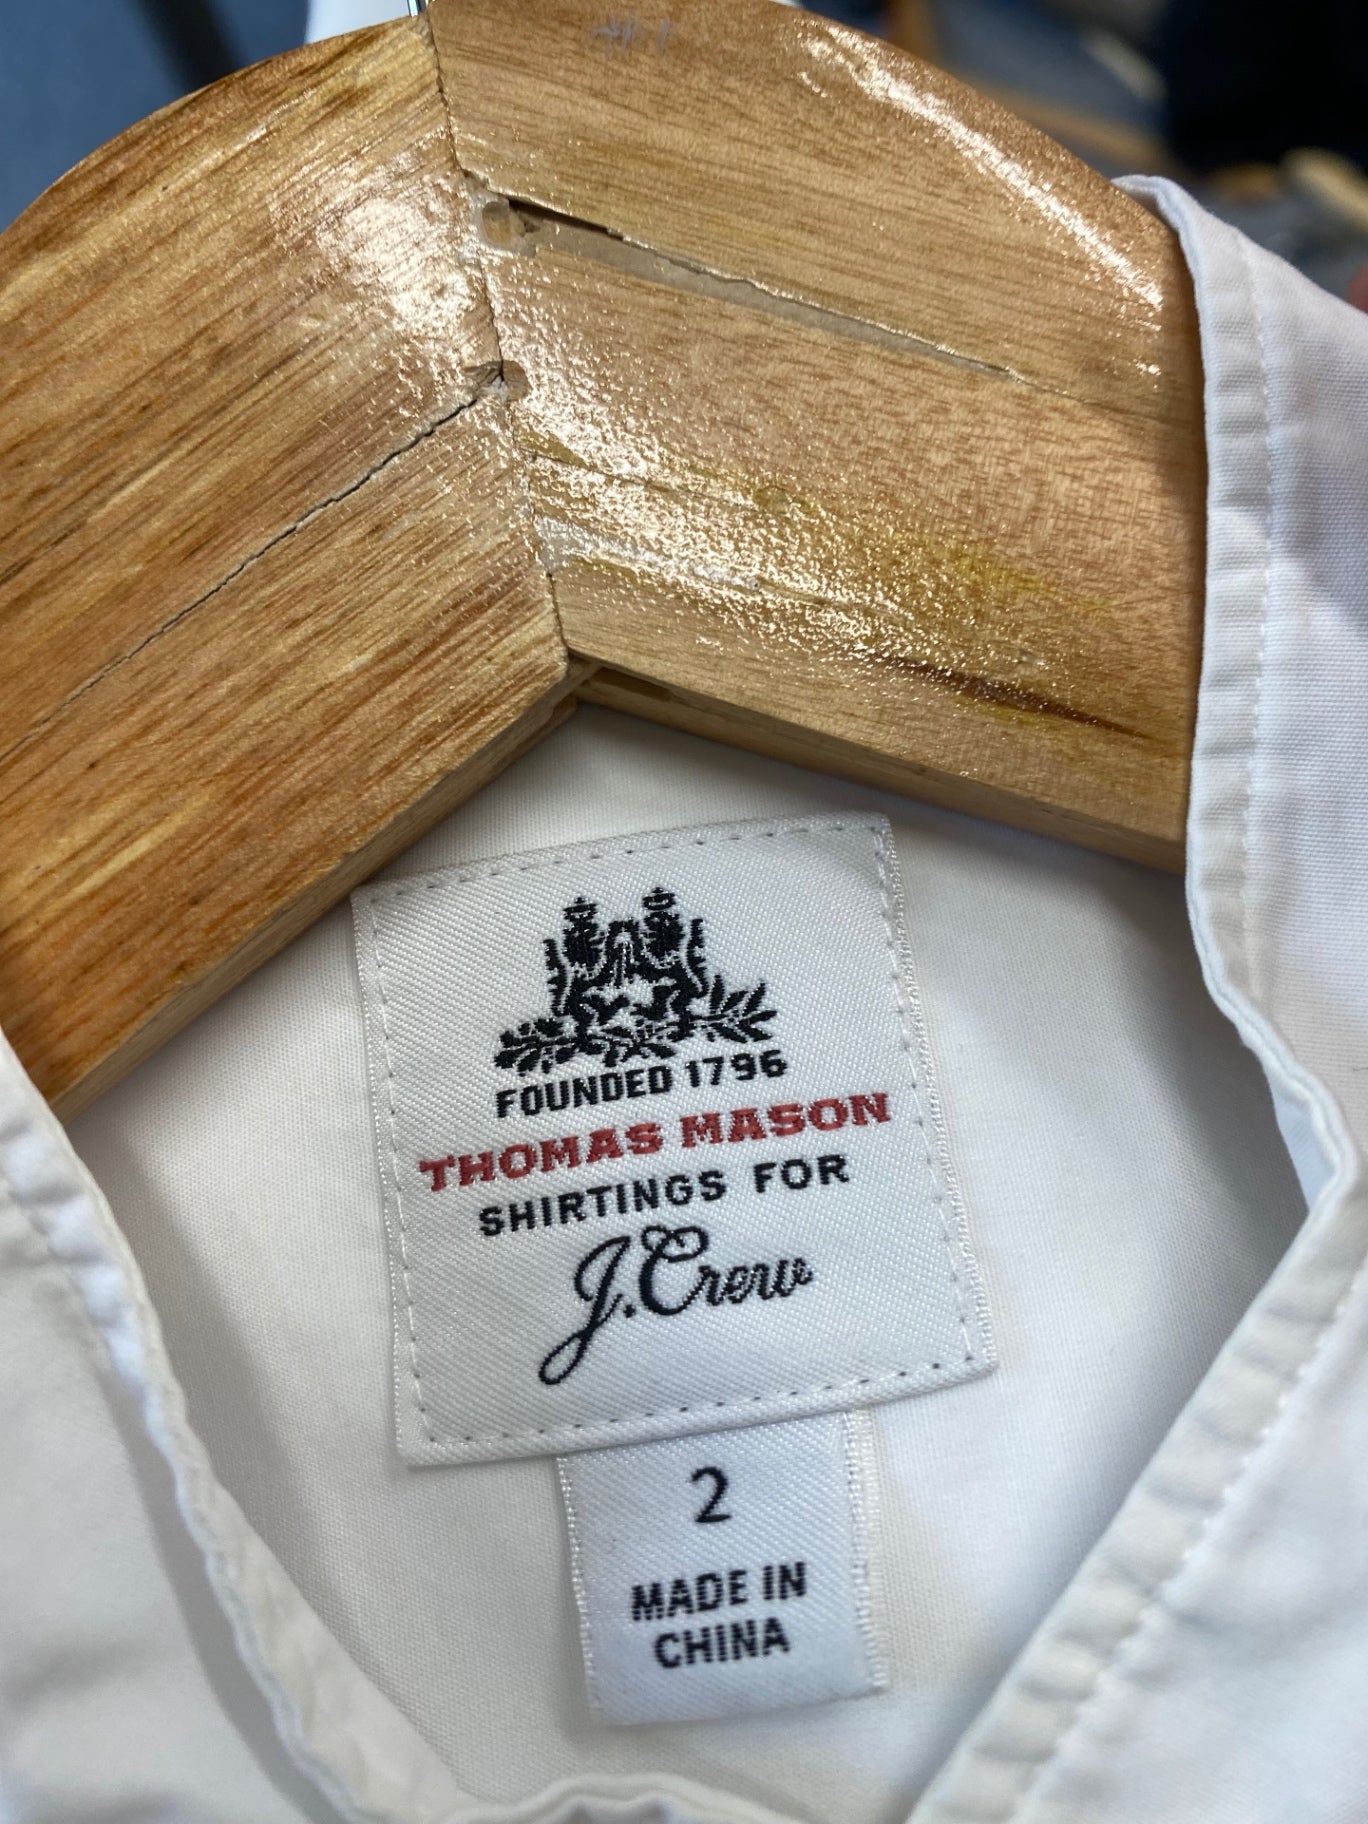 FOUNDED 1796
THOMAS MASON
SHIRTINGS FOR
J.Crew
2
MADE IN
CHINA